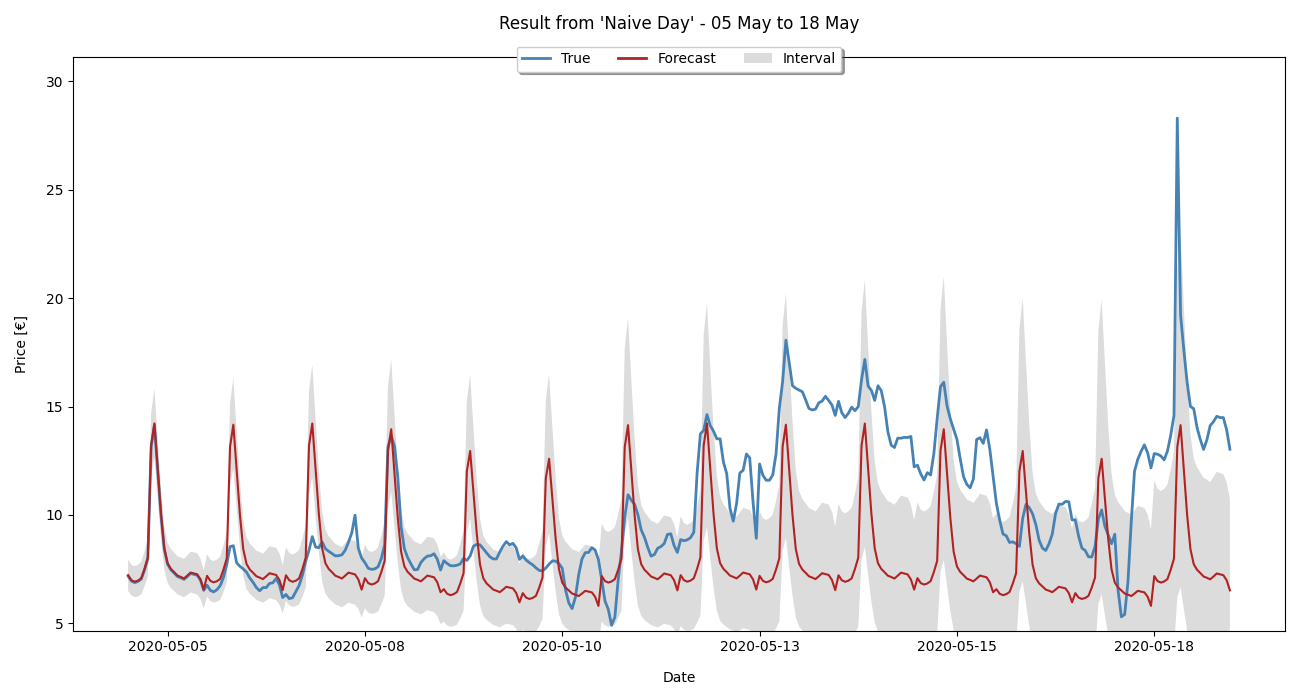 Result from 'Naive Day' - 05 May to 18 May
True Forecast Interval
30
25
20
15
10
5
Price [€]
2020-05-05 2020-05-08 2020-05-10 2020-05-13 2020-05-15 2020-05-18
Date